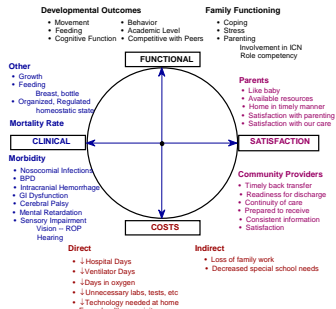 Developmental Outcomes
• Movement
• Feeding
• Cognitive Function
• Behavior
• Academic Level
• Competitive with Peers
Family Functioning
• Coping
• Stress
• Parenting
Involvement in ICN
Role competency
FUNCTIONAL
Other
• Growth
• Feeding
Breast, bottle
• Organized, Regulated
homeostatic state
Mortality Rate
CLINICAL
Morbidity
• Nosocomial Infections
• BPD
• Intracranial Hemorrhage
• GI Dysfunction
• Cerebral Palsy
• Mental Retardation
• Sensory Impairment
Vision -- ROP
Hearing
Parents
• Like baby
• Available resources
• Home in timely manner
• Satisfaction with parenting
• Satisfaction with our care
SATISFACTION
Community Providers
• Timely back transfer
• Readiness for discharge
• Continuity of care
• Prepared to receive
• Consistent information
• Satisfaction
COSTS
Direct
• ↓Hospital Days
• ↓Ventilator Days
• ↓Days in oxygen
• ↓Unnecessary labs, tests, etc
• ↓Technology needed at home
Indirect
• Loss of family work
• Decreased special school needs